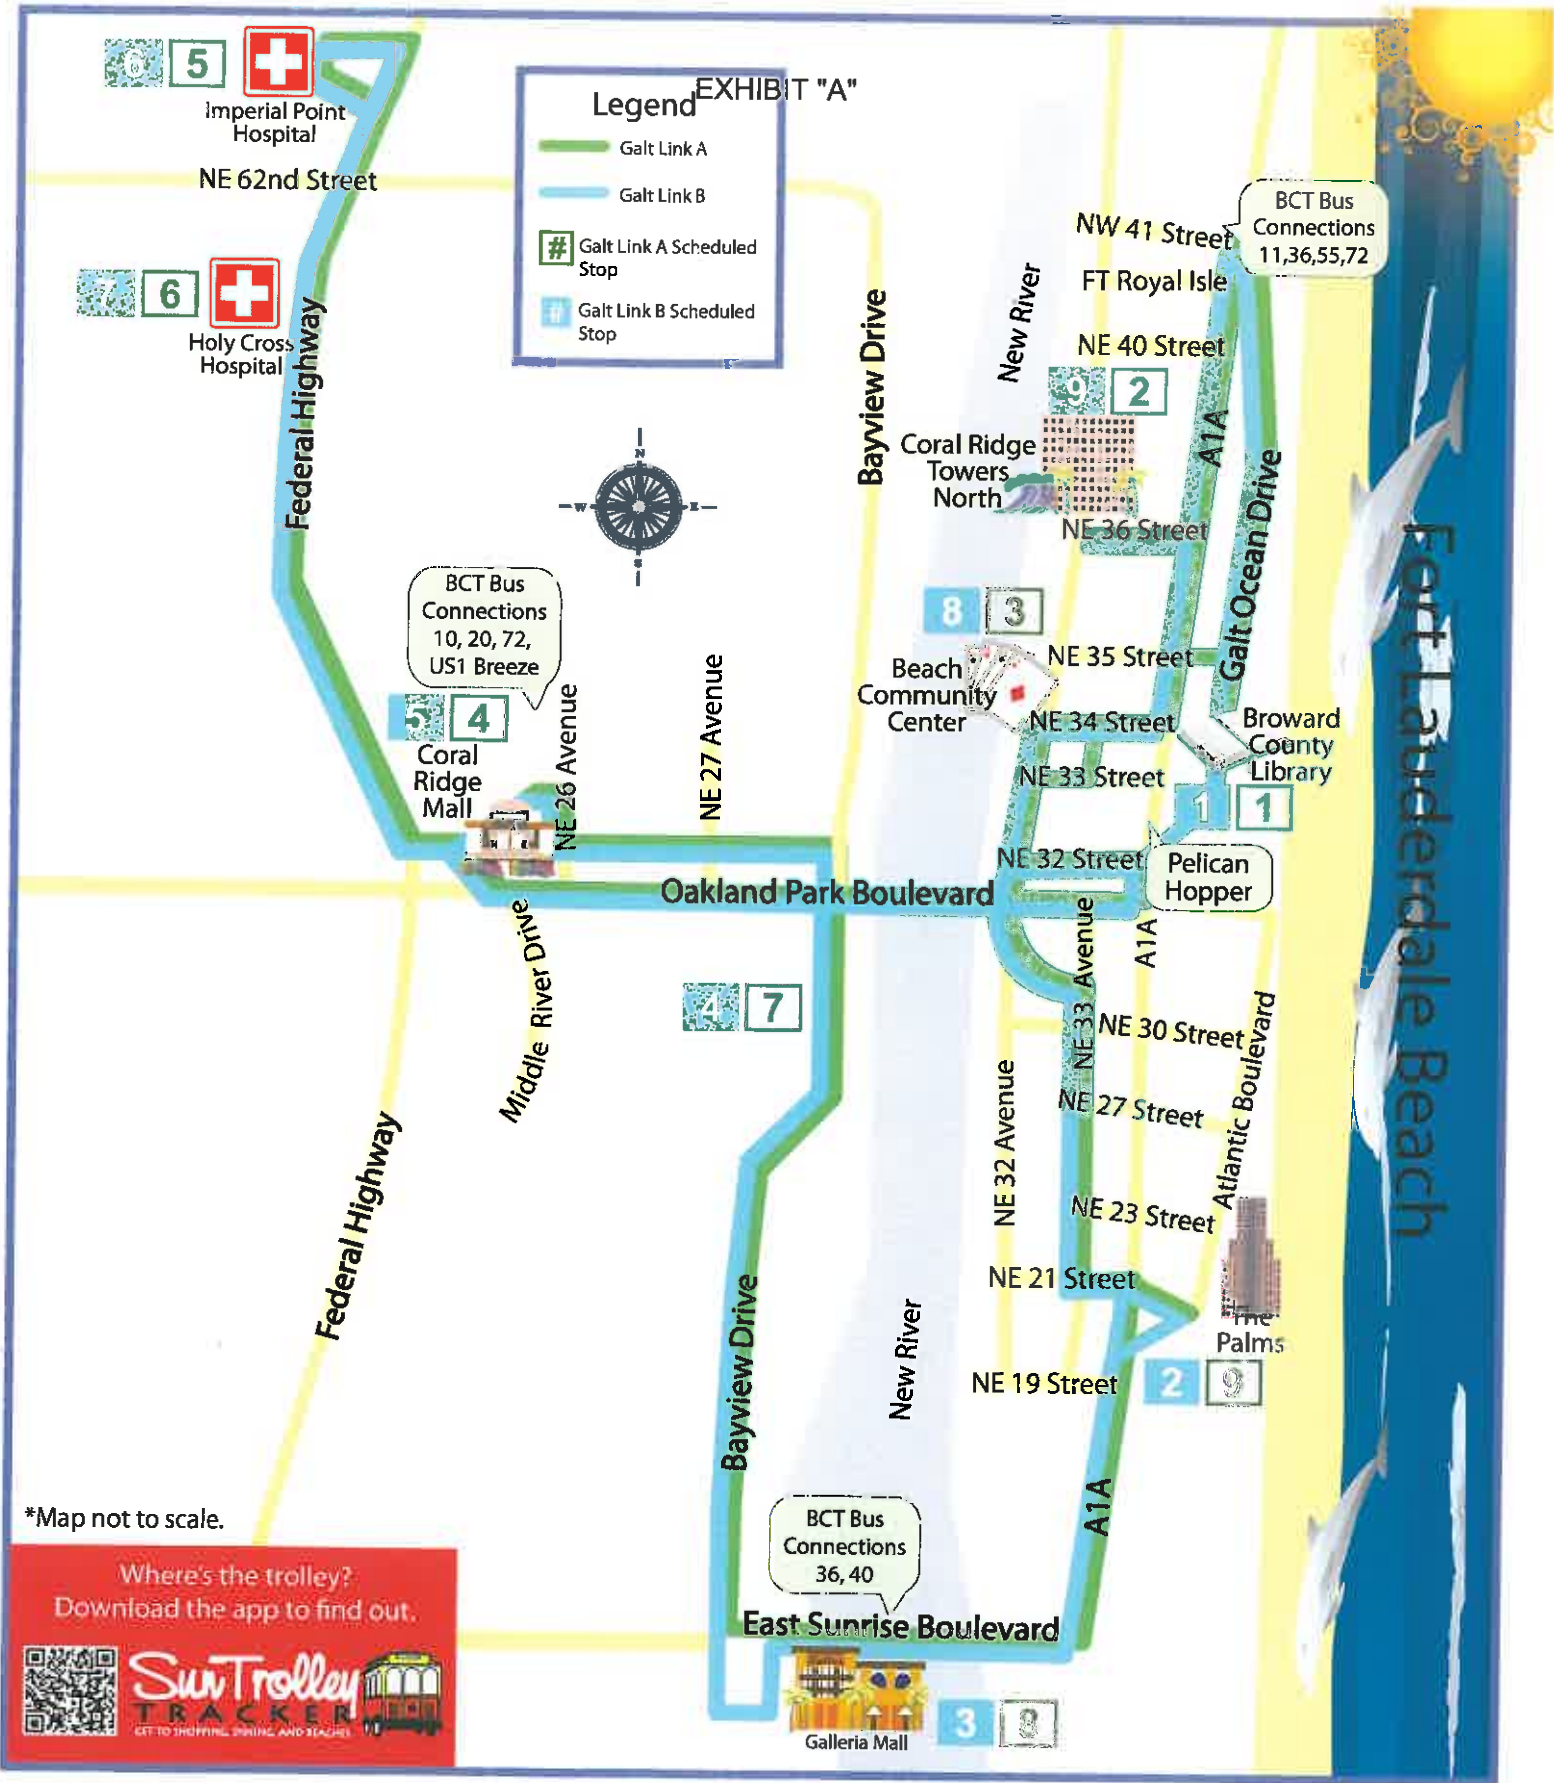 EXHIBIT "A"
Legend
Galt Link A
Galt Link B
#
Galt Link A Scheduled
Stop
#
Galt Link B Scheduled
Stop
6 5
Imperial Point
Hospital
NE 62nd Street
7 6
Holy Cross
Hospital
Federal Highway
N
W
E
S
BCT Bus
Connections
10, 20, 72,
US1 Breeze
5 4
Coral
Ridge
Mall
NE 26 Avenue
NE 27 Avenue
Bayview Drive
New River
NW 41 Street
BCT Bus
Connections
11,36,55,72
FT Royal Isle
NE 40 Street
9 2
Coral Ridge
Towers
North
A1A
Galt Ocean Drive
NE 36 Street
8 3
Beach
Community
Center
NE 35 Street
NE 34 Street
NE 33 Street
Broward
County
Library
1 1
NE 32 Street
Pelican
Hopper
Oakland Park Boulevard
Middle River Drive
4 7
NE 33 Avenue
A1A
NE 30 Street
NE 27 Street
Atlantic Boulevard
NE 32 Avenue
NE 23 Street
NE 21 Street
The
Palms
NE 19 Street
2 9
Federal Highway
Bayview Drive
New River
A1A
BCT Bus
Connections
36, 40
East Sunrise Boulevard
Galleria Mall
3 8
Fort Lauderdale Beach
*Map not to scale.
Where's the trolley?
Download the app to find out.
Sun Trolley
TRACKER
GET TO SHOPPING, DINING, AND BEACHES